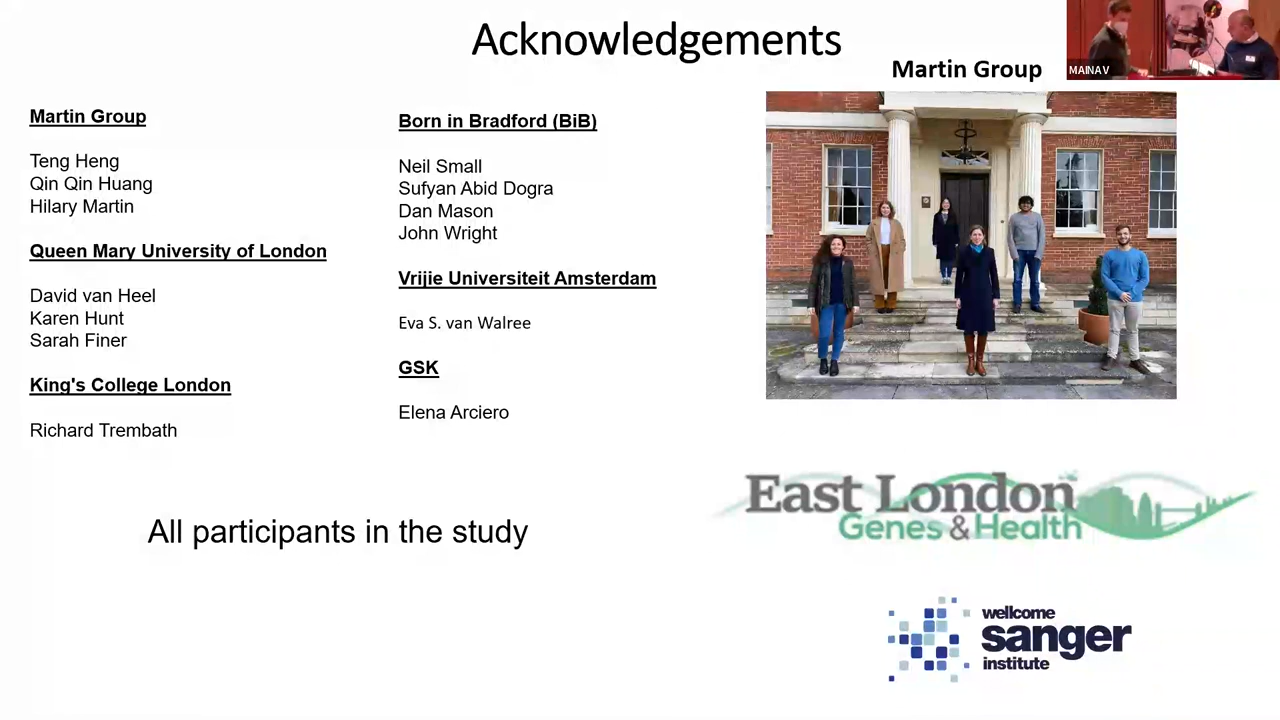 Acknowledgements
MAINAV
Martin Group
Martin Group
Teng Heng
Qin Qin Huang
Hilary Martin
Queen Mary University of London
David van Heel
Karen Hunt
Sarah Finer
King's College London
Richard Trembath
Born in Bradford (BiB)
Neil Small
Sufyan Abid Dogra
Dan Mason
John Wright
Vrijie Universiteit Amsterdam
Eva S. van Walree
GSK
Elena Arciero
All participants in the study
East London
Genes & Health
wellcome
sanger
institute